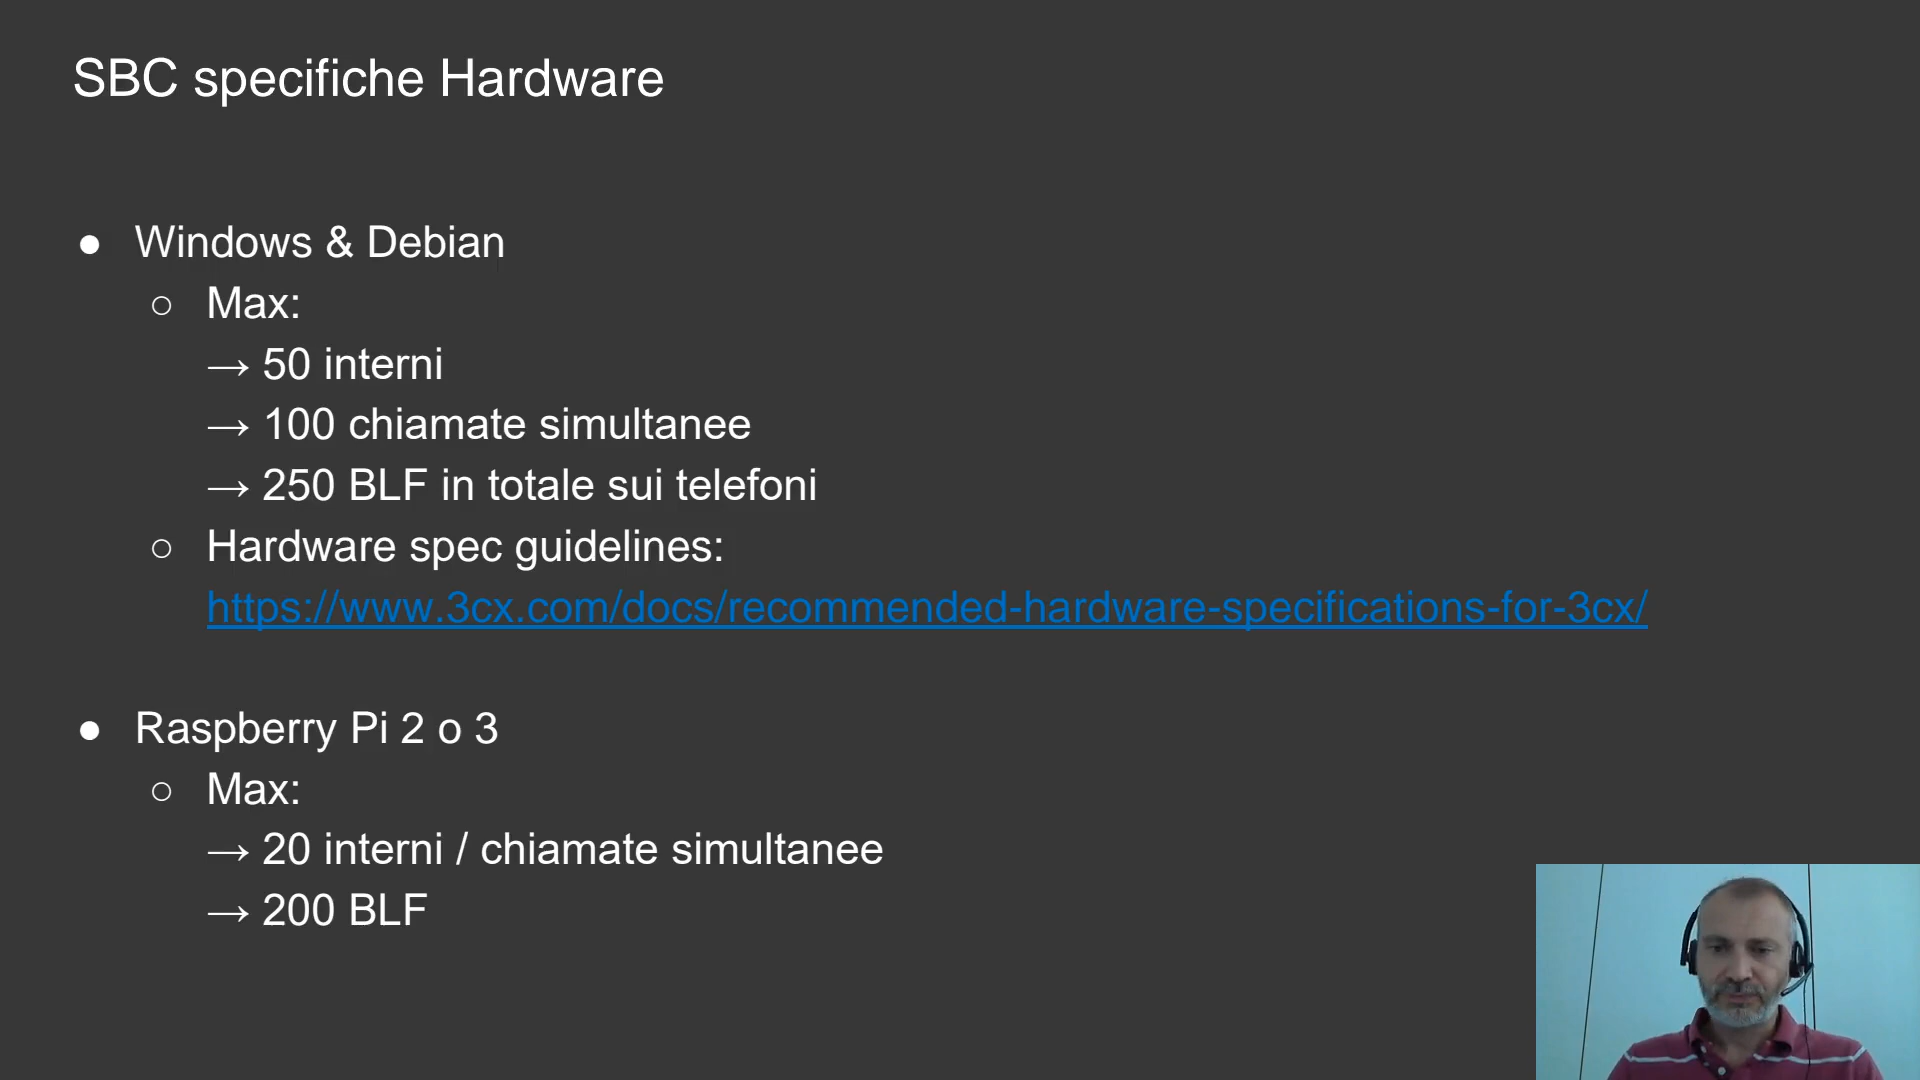 SBC specifiche Hardware
● Windows & Debian
○ Max:
→ 50 interni
→ 100 chiamate simultanee
→ 250 BLF in totale sui telefoni
○ Hardware spec guidelines:
https://www.3cx.com/docs/recommended-hardware-specifications-for-3cx/
● Raspberry Pi 2 o 3
○ Max:
→ 20 interni / chiamate simultanee
→ 200 BLF